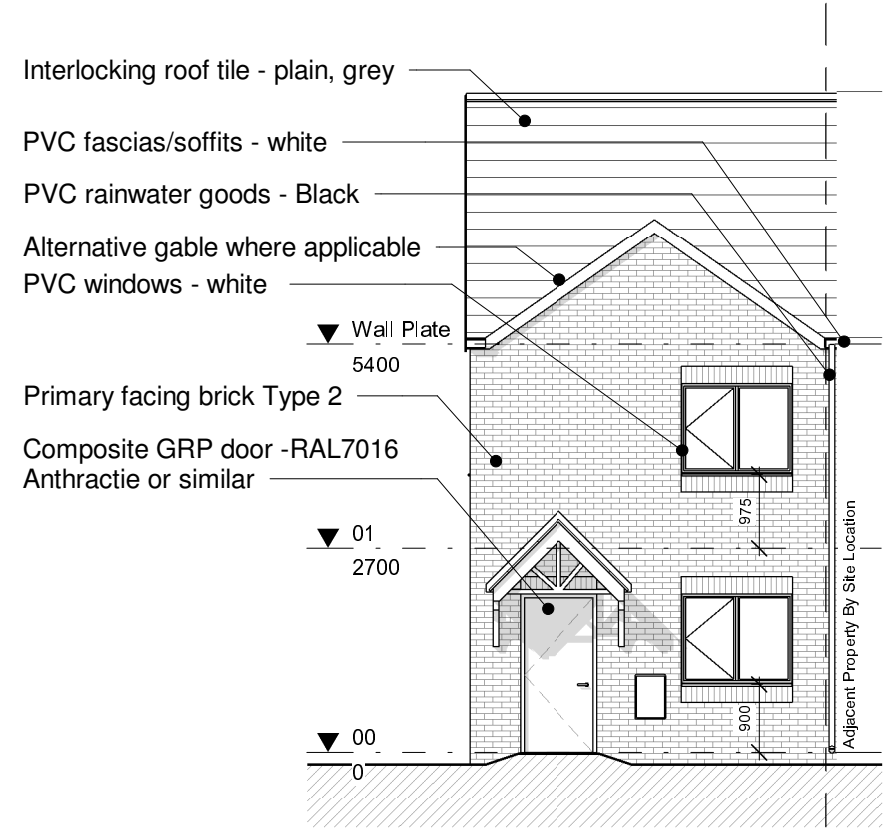 Interlocking roof tile - plain, grey
PVC fascias/soffits - white
PVC rainwater goods - Black
Alternative gable where applicable
PVC windows - white
Wall Plate
5400
Primary facing brick Type 2
Composite GRP door -RAL7016
Anthractie or similar
975
01
2700
Adjacent Property By Site Location
900
00
0